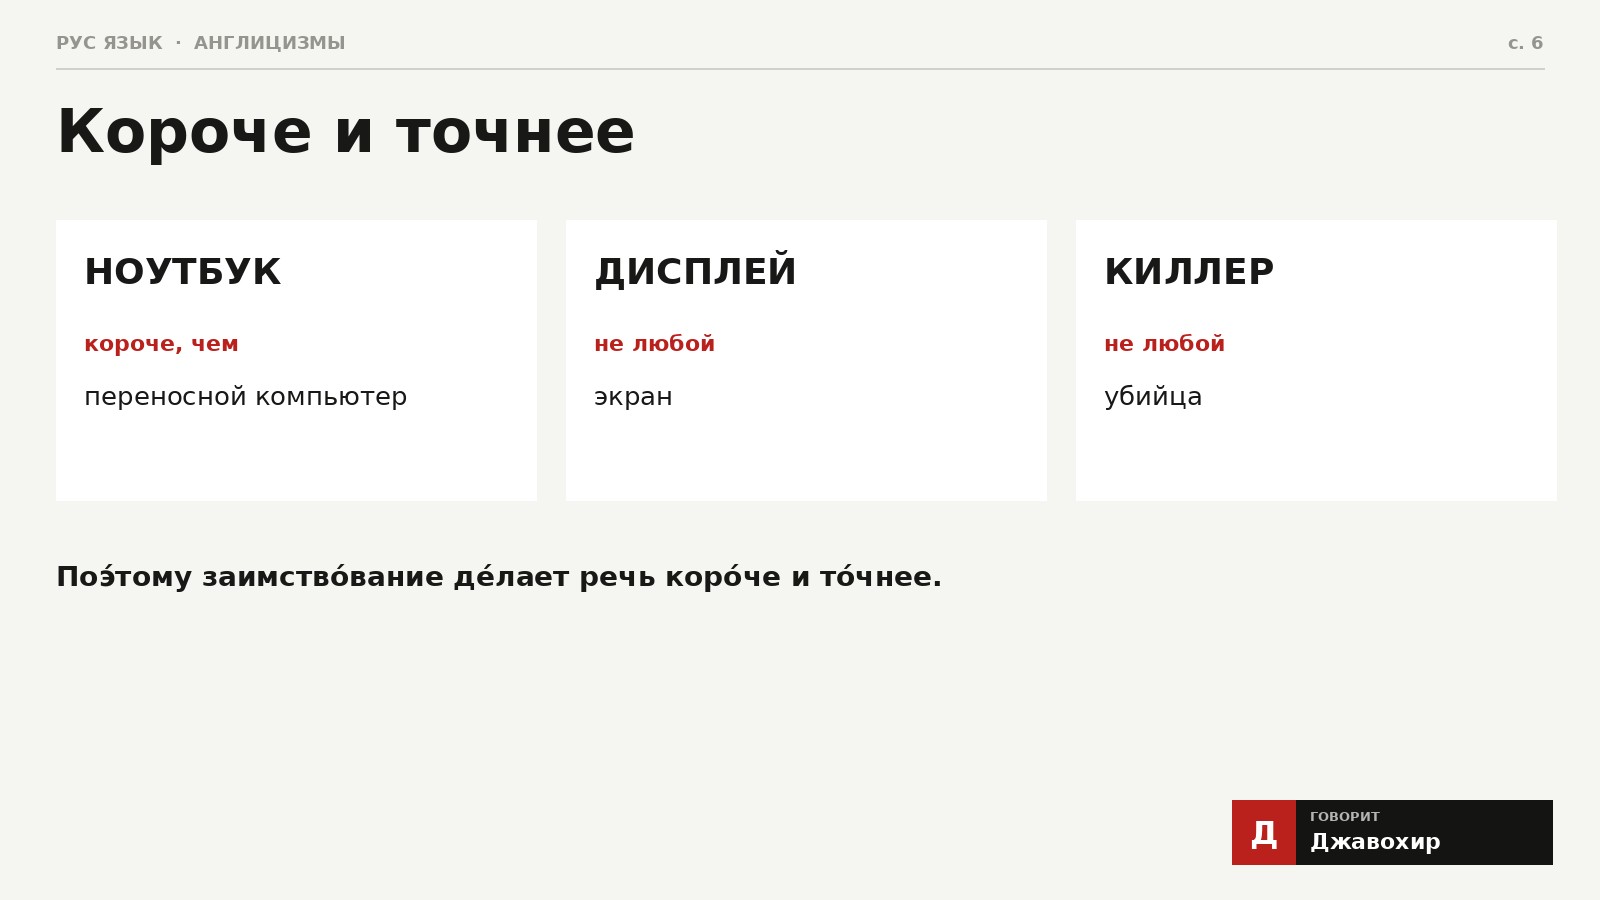 РУС ЯЗЫК · АНГЛИЦИЗМЫ
с. 6
Короче и точнее
НОУТБУК
короче, чем
переносной компьютер
ДИСПЛЕЙ
не любой
экран
КИЛЛЕР
не любой
убийца
Поэ́тому заимство́вание де́лает речь коро́че и то́чнее.
Д
ГОВОРИТ
Джавохир